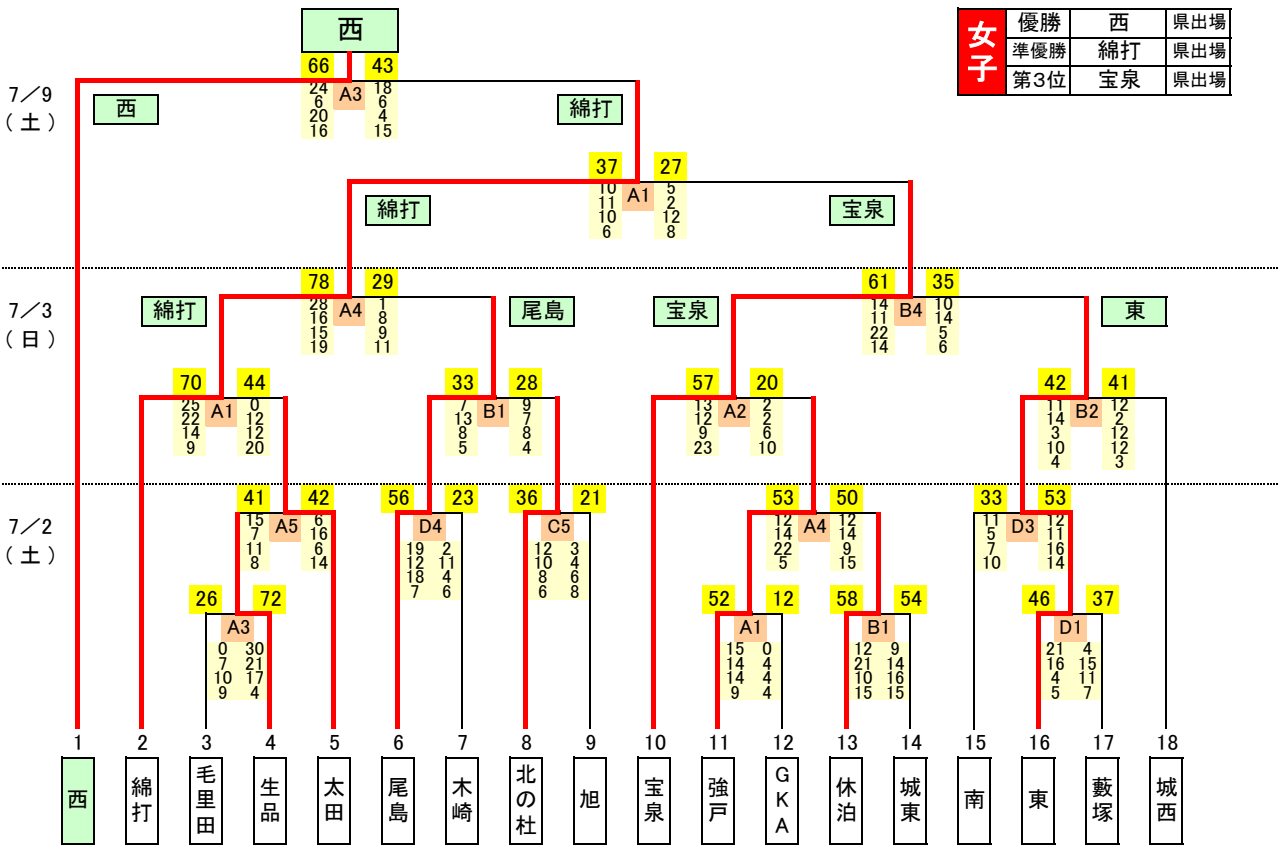 西
女子
優勝 西 県出場
準優勝 綿打 県出場
第3位 宝泉 県出場
66 43
7／9
（土）
24 A3 18
6 6
20 4
16 15
西
綿打
37 27
10 A1 5
11 2
10 12
6 8
綿打
宝泉
78 29
61 35
7／3
（日）
綿打
28 A4 1
16 8
15 9
19 11
尾島
宝泉
14 B4 10
11 14
22 5
14 6
東
70 44
25 A1 0
22 12
14 12
9 20
33 28
7 B1 9
13 7
8 8
5 4
57 20
13 A2 2
12 2
9 6
23 10
42 41
11 B2 12
14 2
3 12
10 12
4 3
7／2
（土）
41 42
15 A5 6
7 16
11 6
8 14
56 23
D4
19 2
12 11
18 4
7 6
36 21
C5
12 3
10 4
8 6
6 8
53 50
12 A4 12
14 14
22 9
5 15
33 53
11 D3 12
5 11
7 16
10 14
26 72
A3
0 30
7 21
10 17
9 4
52 12
A1
15 0
14 4
14 4
9 4
58 54
B1
12 9
21 14
10 16
15 15
46 37
D1
21 4
16 15
4 11
5 7
1 2 3 4 5 6 7 8 9 10 11 12 13 14 15 16 17 18
西
綿打
毛里田
生品
太田
尾島
木崎
北の杜
旭
宝泉
強戸
GKA
休泊
城東
南
東
藪塚
城西